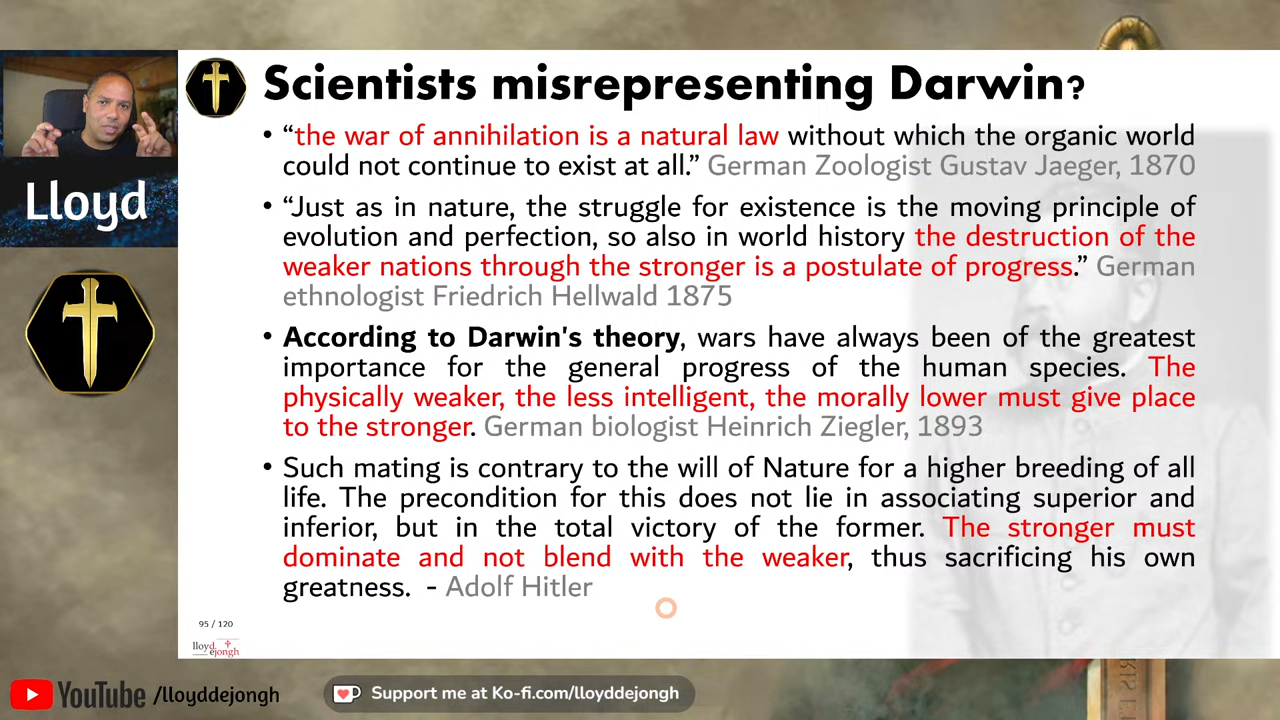 Scientists misrepresenting Darwin?
• “the war of annihilation is a natural law without which the organic world
could not continue to exist at all.” German Zoologist Gustav Jaeger, 1870
• “Just as in nature, the struggle for existence is the moving principle of
evolution and perfection, so also in world history the destruction of the
weaker nations through the stronger is a postulate of progress.” German
ethnologist Friedrich Hellwald 1875
• According to Darwin's theory, wars have always been of the greatest
importance for the general progress of the human species. The
physically weaker, the less intelligent, the morally lower must give place
to the stronger. German biologist Heinrich Ziegler, 1893
• Such mating is contrary to the will of Nature for a higher breeding of all
life. The precondition for this does not lie in associating superior and
inferior, but in the total victory of the former. The stronger must
dominate and not blend with the weaker, thus sacrificing his own
greatness. - Adolf Hitler
Lloyd
95 / 120
lloyd
ejongh
YouTube /lloyddejongh
Support me at Ko-fi.com/lloyddejongh